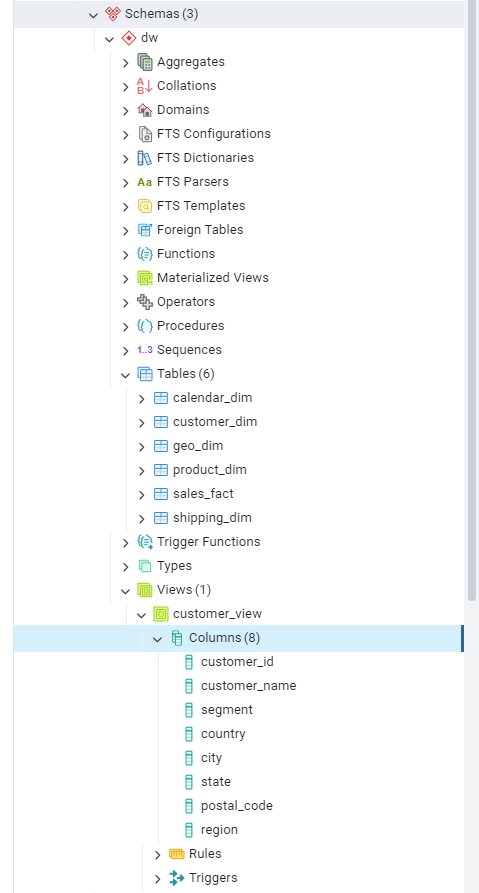 Schemas (3)
dw
Aggregates
Collations
Domains
FTS Configurations
FTS Dictionaries
Aa FTS Parsers
FTS Templates
Foreign Tables
Functions
Materialized Views
Operators
Procedures
1..3 Sequences
Tables (6)
calendar_dim
customer_dim
geo_dim
product_dim
sales_fact
shipping_dim
Trigger Functions
Types
Views (1)
customer_view
Columns (8)
customer_id
customer_name
segment
country
city
state
postal_code
region
Rules
Triggers